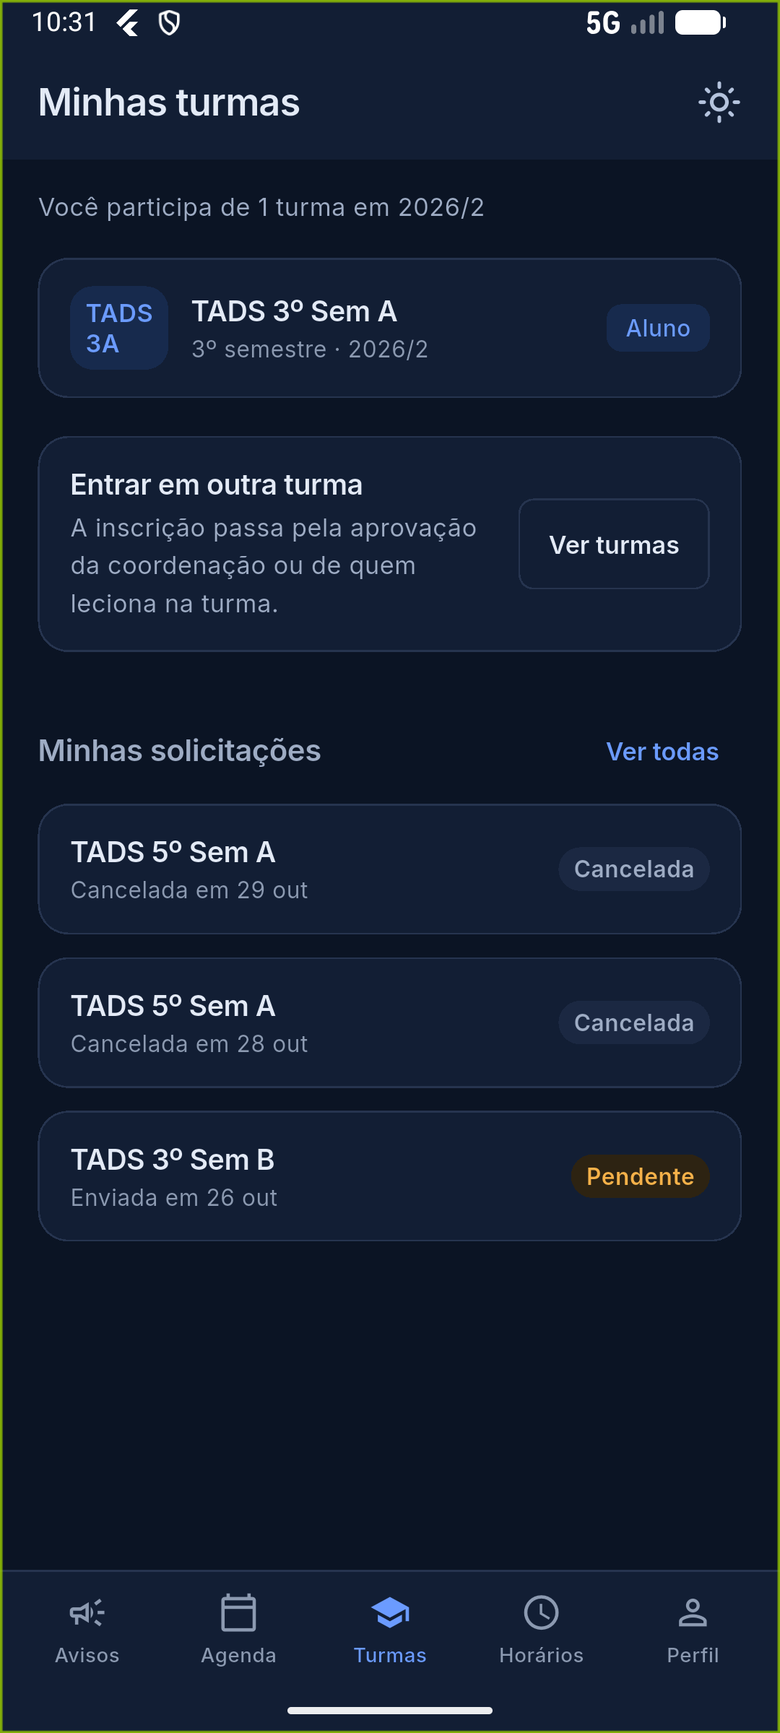 10:31
5G
Minhas turmas
Você participa de 1 turma em 2026/2
TADS
3A
TADS 3º Sem A
3º semestre · 2026/2
Aluno
Entrar em outra turma
A inscrição passa pela aprovação
da coordenação ou de quem
leciona na turma.
Ver turmas
Minhas solicitações
Ver todas
TADS 5º Sem A
Cancelada em 29 out
Cancelada
TADS 5º Sem A
Cancelada em 28 out
Cancelada
TADS 3º Sem B
Enviada em 26 out
Pendente
Avisos
Agenda
Turmas
Horários
Perfil